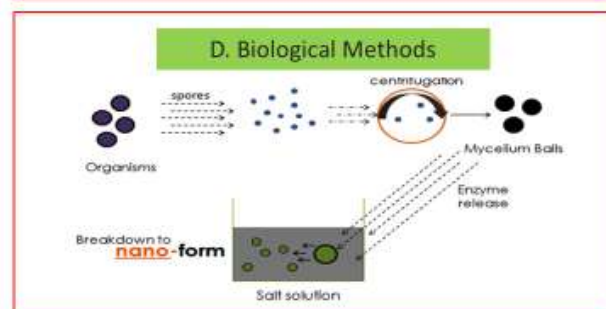 D. Biological Methods
spores
centrifugation
Organisms
Mycelium Balls
Enzyme
release
Breakdown to
nano-form
Salt solution